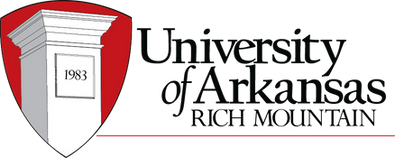 1983
University
of Arkansas
RICH MOUNTAIN